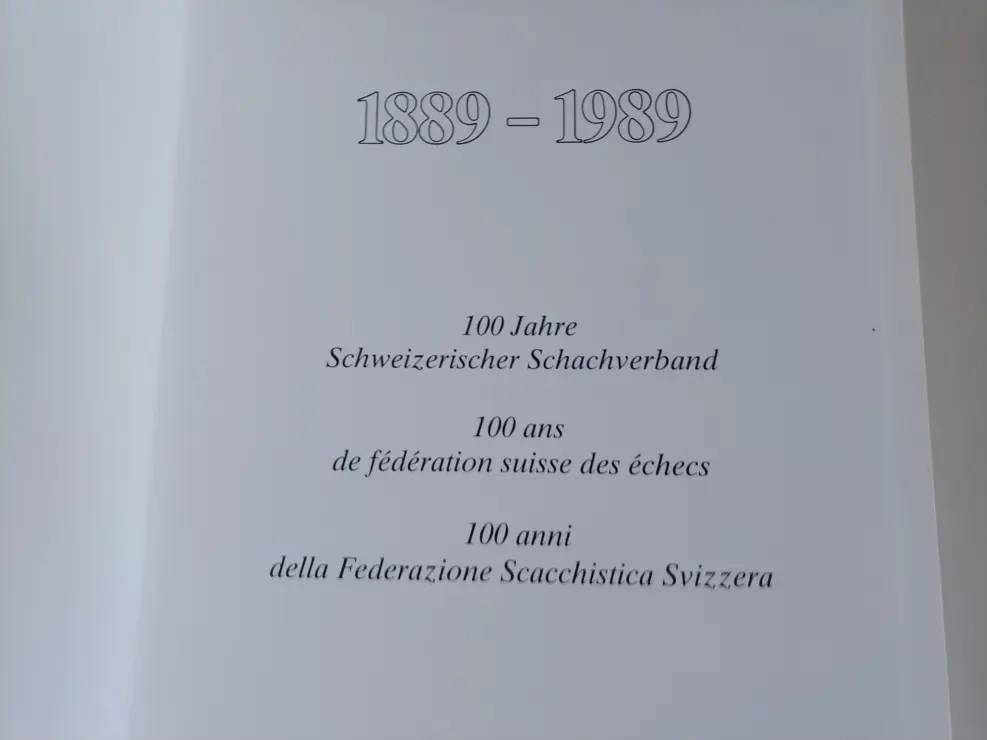 1889 – 1989
100 Jahre
Schweizerischer Schachverband
100 ans
de fédération suisse des échecs
100 anni
della Federazione Scacchistica Svizzera